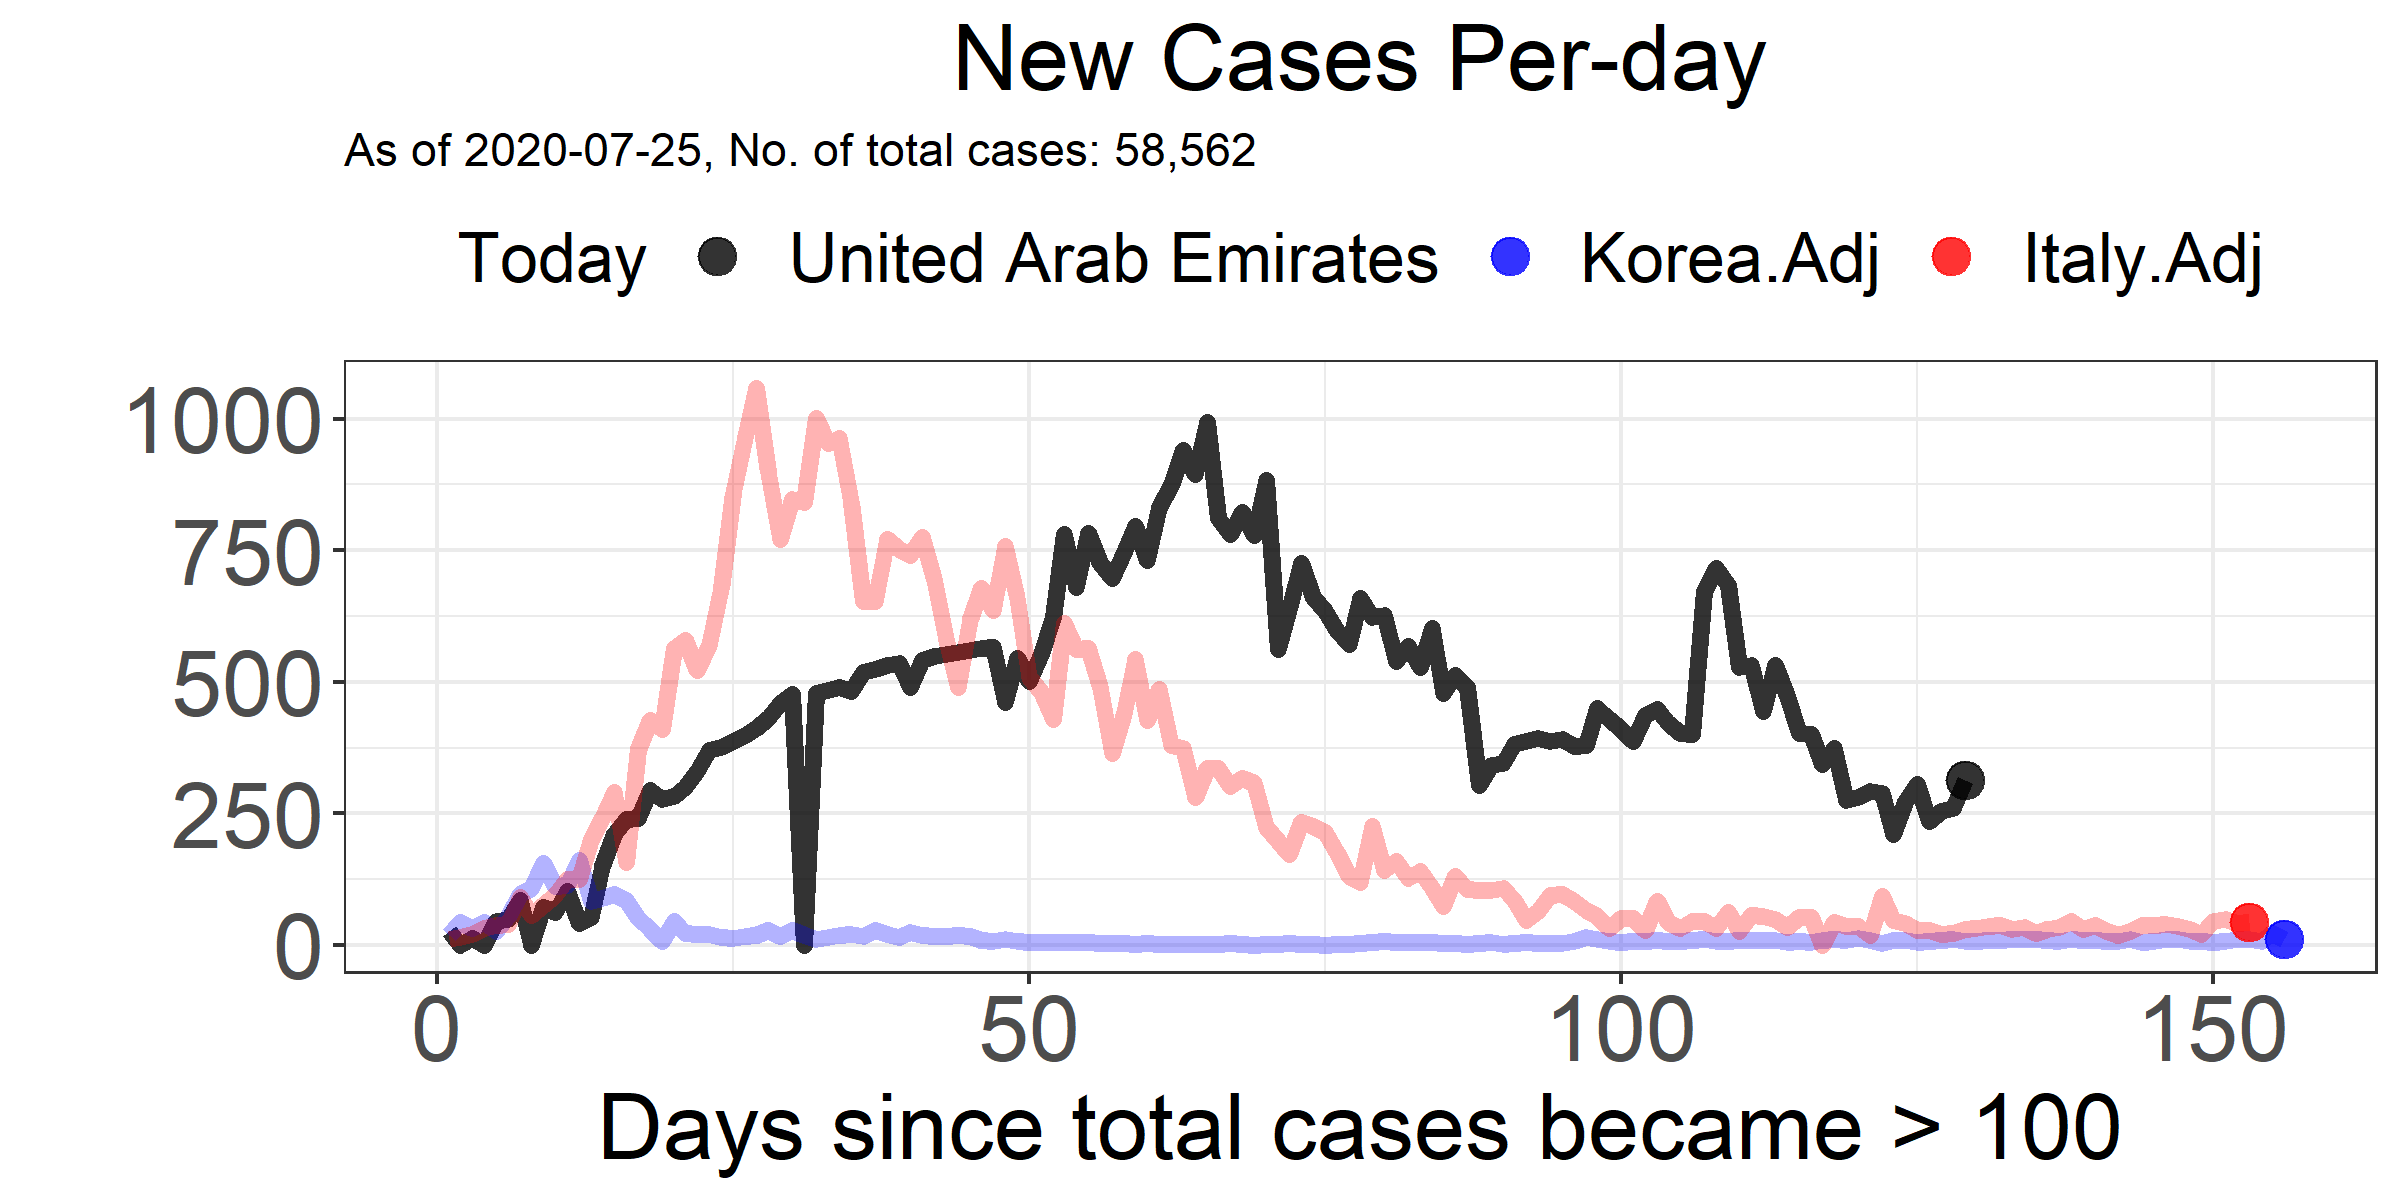 New Cases Per-day
As of 2020-07-25, No. of total cases: 58,562
Today United Arab Emirates Korea.Adj Italy.Adj
1000
750
500
250
0
0 50 100 150
Days since total cases became > 100